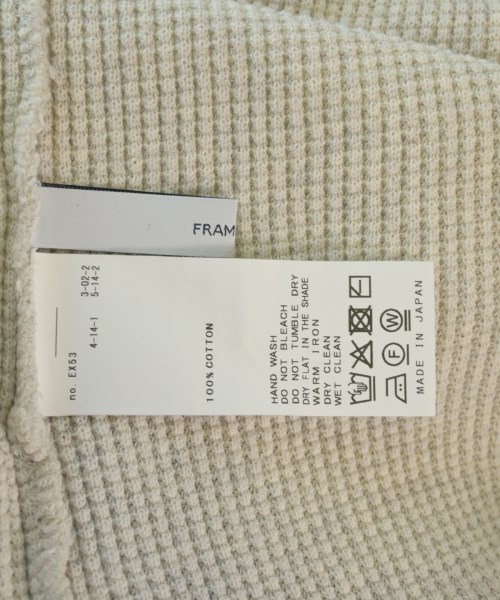 FRAM
no. EX53
4-14-1
3-02-2
5-14-2
100% COTTON
HAND WASH
DO NOT BLEACH
DO NOT TUMBLE DRY
DRY FLAT IN THE SHADE
WARM IRON
DRY CLEAN
WET CLEAN
F W
MADE IN JAPAN